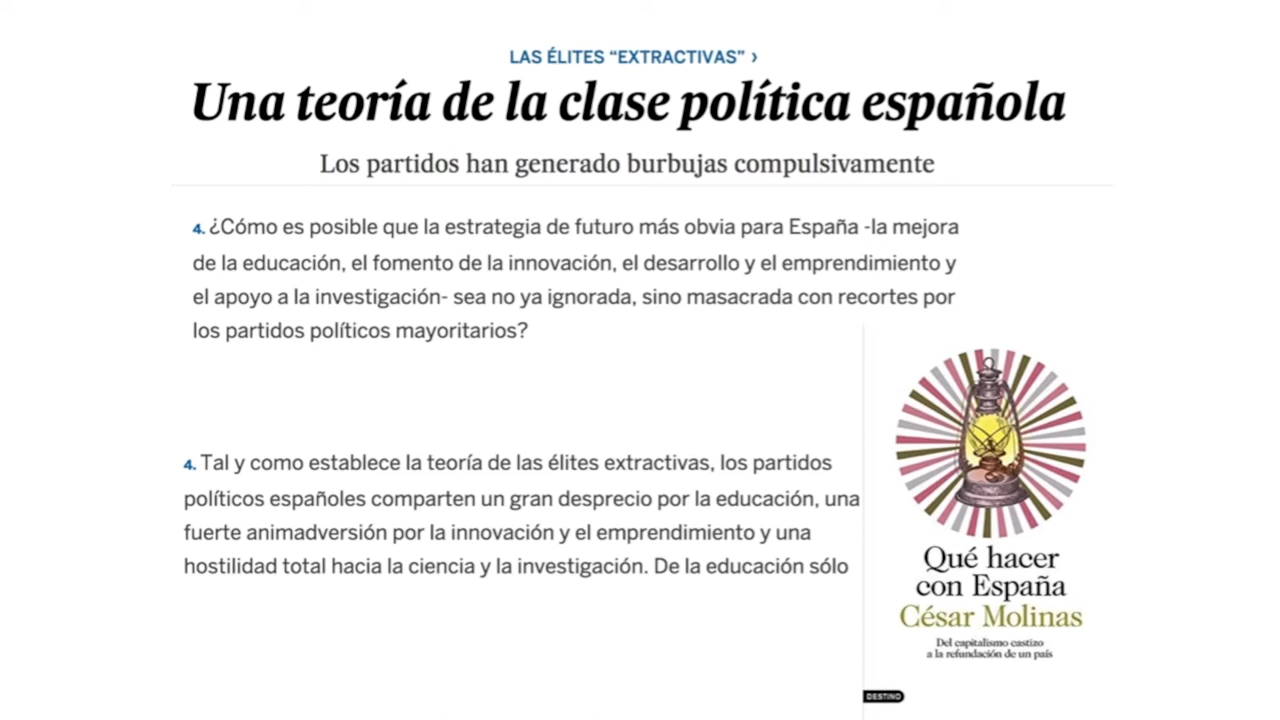 LAS ÉLITES “EXTRACTIVAS” ›
Una teoría de la clase política española
Los partidos han generado burbujas compulsivamente
4. ¿Cómo es posible que la estrategia de futuro más obvia para España -la mejora
de la educación, el fomento de la innovación, el desarrollo y el emprendimiento y
el apoyo a la investigación- sea no ya ignorada, sino masacrada con recortes por
los partidos políticos mayoritarios?
4. Tal y como establece la teoría de las élites extractivas, los partidos
políticos españoles comparten un gran desprecio por la educación, una
fuerte animadversión por la innovación y el emprendimiento y una
hostilidad total hacia la ciencia y la investigación. De la educación sólo
Qué hacer
con España
César Molinas
Del capitalismo castizo
a la refundación de un país
DESTINO